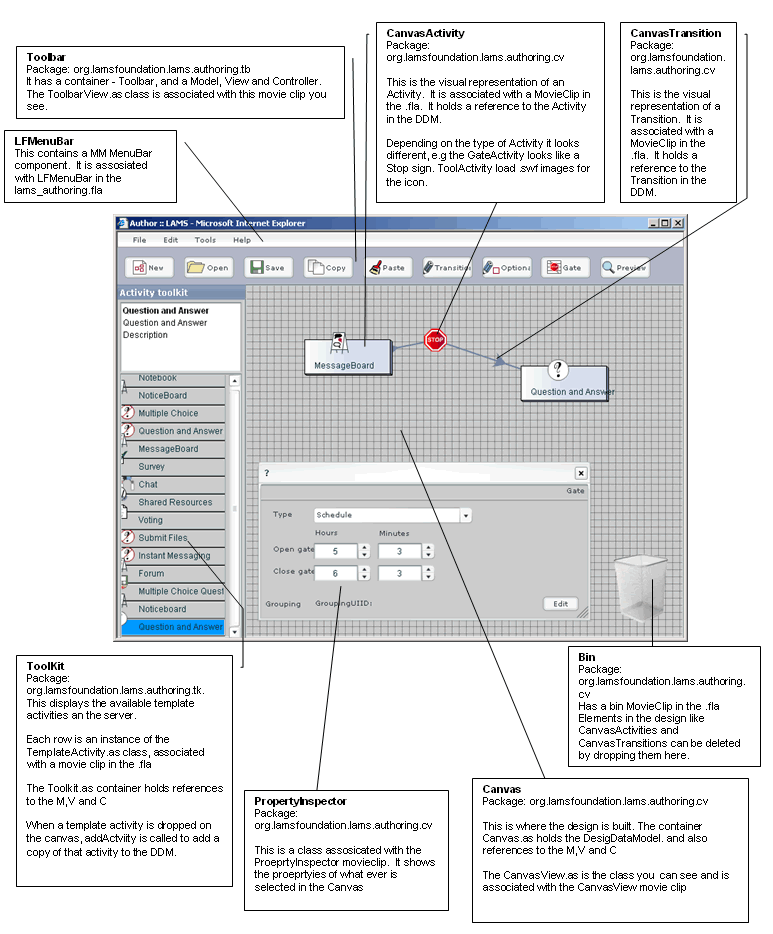 Toolbar
Package: org.lamsfoundation.lams.authoring.tb
It has a container - Toolbar, and a Model, View and Controller.
The ToolbarView.as class is associated with this movie clip you
see.
LFMenuBar
This contains a MM MenuBar
component. It is assosiated
with LFMenuBar in the
lams_authoring.fla
CanvasActivity
Package:
org.lamsfoundation.lams.authoring.cv
This is the visual representation of an
Activity. It is associated with a MovieClip in
the .fla. It holds a reference to the Activity
in the DDM.
Depending on the type of Activity it looks
different, e.g the GateActivity looks like a
Stop sign. ToolActivity load .swf images for
the icon.
CanvasTransition
Package:
org.lamsfoundation.
lams.authoring.cv
This is the visual
representation of a
Transition. It is
associated with a
MovieClip in the
.fla. It holds a
reference to the
Transition in the
DDM.
Author :: LAMS - Microsoft Internet Explorer
File Edit Tools Help
New Open Save Copy Paste Transition Options Gate Preview
Activity toolkit
Question and Answer
Question and Answer
Description
Notebook
NoticeBoard
Multiple Choice
Question and Answer
MessageBoard
Survey
Chat
Shared Resources
Voting
Submit Files
Instant Messaging
Forum
Multiple Choice Quest
Noticeboard
Question and Answer
MessageBoard
STOP
?
Question and Answer
?
Gate
Type Schedule
Hours Minutes
Open gate 5 3
Close gate 6 3
Grouping GroupingUIID: Edit
ToolKit
Package:
org.lamsfoundation.lams.authoring.tk.
This displays the available template
activities an the server.
Each row is an instance of the
TemplateActivity.as class, associated
with a movie clip in the .fla
The Toolkit.as container holds references
to the M,V and C
When a template activity is dropped on
the canvas, addActviity is called to add a
copy of that activity to the DDM.
PropertyInspector
Package:
org.lamsfoundation.lams.authoring.cv
This is a class assosicated with the
ProeprtyInspector movieclip. It shows
the proeprtyies of what ever is
selected in the Canvas
Canvas
Package: org.lamsfoundation.lams.authoring.cv
This is where the design is built. The container
Canvas.as holds the DesigDataModel. and also
references to the M,V and C
The CanvasView.as is the class you can see and is
associated with the CanvasView movie clip
Bin
Package:
org.lamsfoundation.lams.authoring.
cv
Has a bin MovieClip in the .fla
Elements in the design like
CanvasActivities and
CanvasTransitions can be deleted
by dropping them here.